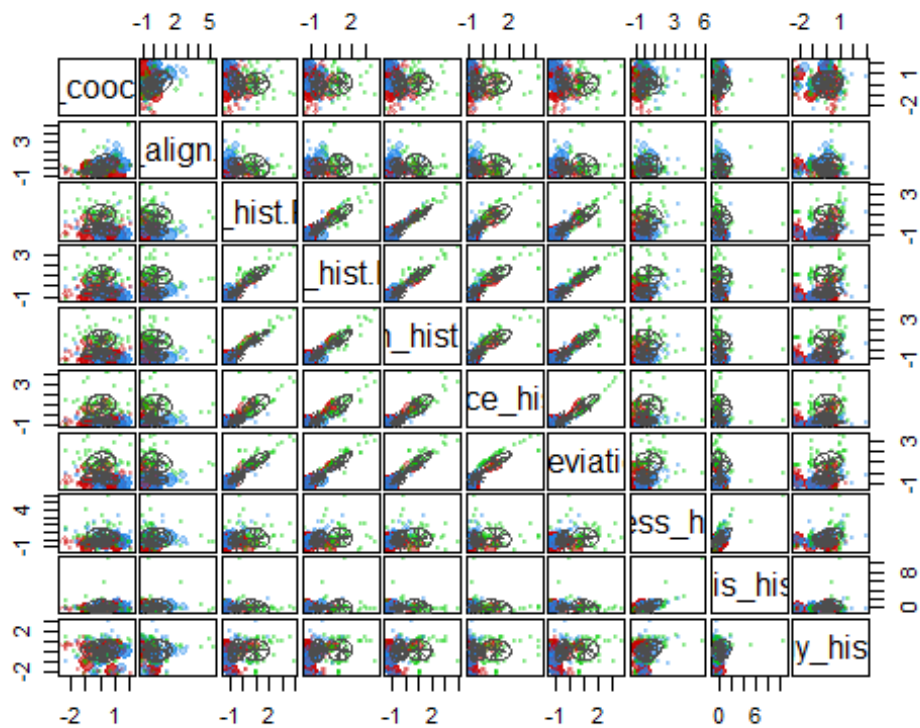 -1 2 5 -1 2 -1 2 -1 3 6 -2 1
_cooc
-2 1
-1 3
_align.
_hist.l
-1 3
-1 3
_hist.l
n_hist
-1 3
-1 3
ce_his
eviati
-1 3
-1 4
ess_h
is_his
0 8
-2 2
y_his
-2 1 -1 2 -1 2 -1 2 0 6